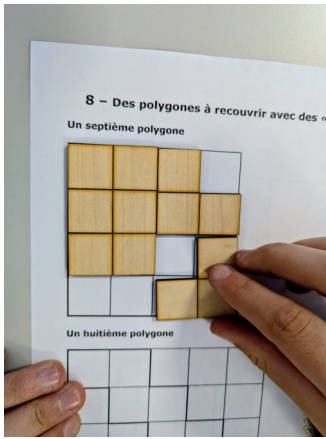 8 – Des polygones à recouvrir avec des «
Un septième polygone
Un huitième polygone